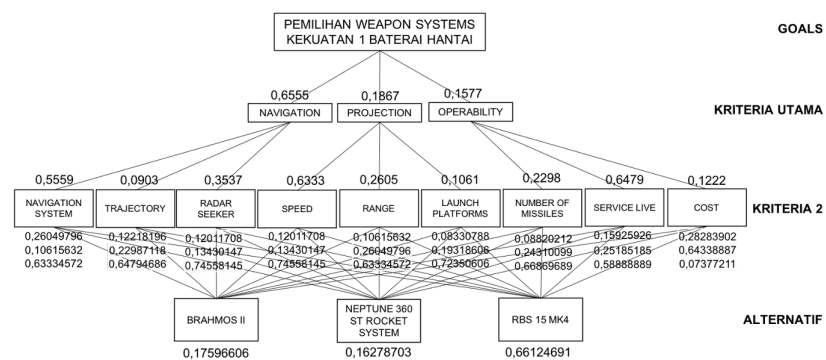 PEMILIHAN WEAPON SYSTEMS
KEKUATAN 1 BATERAI HANTAI
GOALS
0,6555 0,1867 0,1577
NAVIGATION PROJECTION OPERABILITY
KRITERIA UTAMA
0,5559 0,0903 0,3537 0,6333 0,2605 0,1061 0,2298 0,6479 0,1222
NAVIGATION
SYSTEM
TRAJECTORY
RADAR
SEEKER
SPEED
RANGE
LAUNCH
PLATFORMS
NUMBER OF
MISSILES
SERVICE LIVE
COST
KRITERIA 2
0,26049796 0,12218196 0,12011708 0,12011708 0,10615632 0,08330788 0,08820212 0,15925926 0,28283902
0,10615632 0,22987118 0,13430147 0,13430147 0,26049796 0,19318606 0,24310099 0,25185185 0,64338887
0,63334572 0,64794686 0,74558145 0,74558145 0,63334572 0,72350606 0,66869689 0,58888889 0,07377211
BRAHMOS II
NEPTUNE 360
ST ROCKET
SYSTEM
RBS 15 MK4
ALTERNATIF
0,17596606 0,16278703 0,66124691